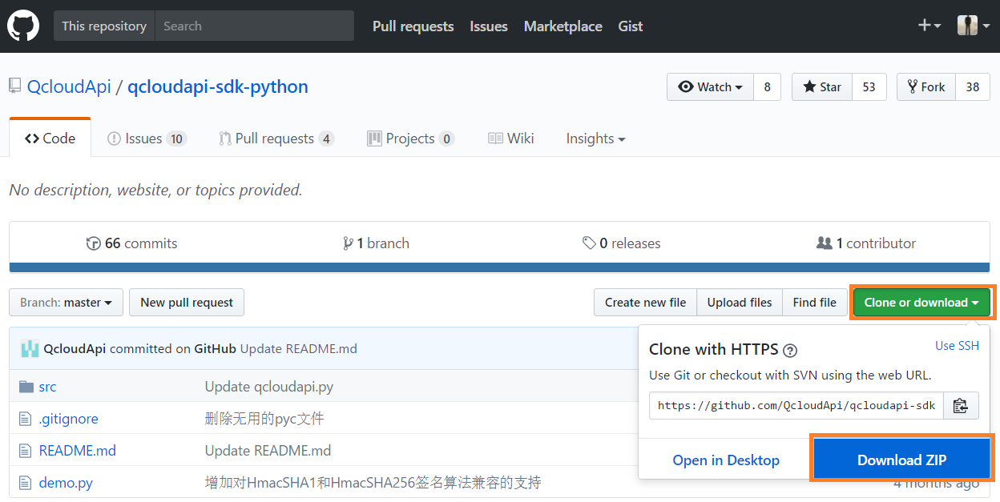 This repository Search Pull requests Issues Marketplace Gist
QcloudApi / qcloudapi-sdk-python Watch 8 Star 53 Fork 38
Code Issues 10 Pull requests 4 Projects 0 Wiki Insights
No description, website, or topics provided.
66 commits 1 branch 0 releases 1 contributor
Branch: master New pull request Create new file Upload files Find file Clone or download
QcloudApi committed on GitHub Update README.md
Clone with HTTPS ? Use SSH
Use Git or checkout with SVN using the web URL.
src Update qcloudapi.py
https://github.com/QcloudApi/qcloudapi-sdk
.gitignore 删除无用的pyc文件
README.md Update README.md
Open in Desktop Download ZIP
demo.py 增加对HmacSHA1和HmacSHA256签名算法兼容的支持 4 months ago